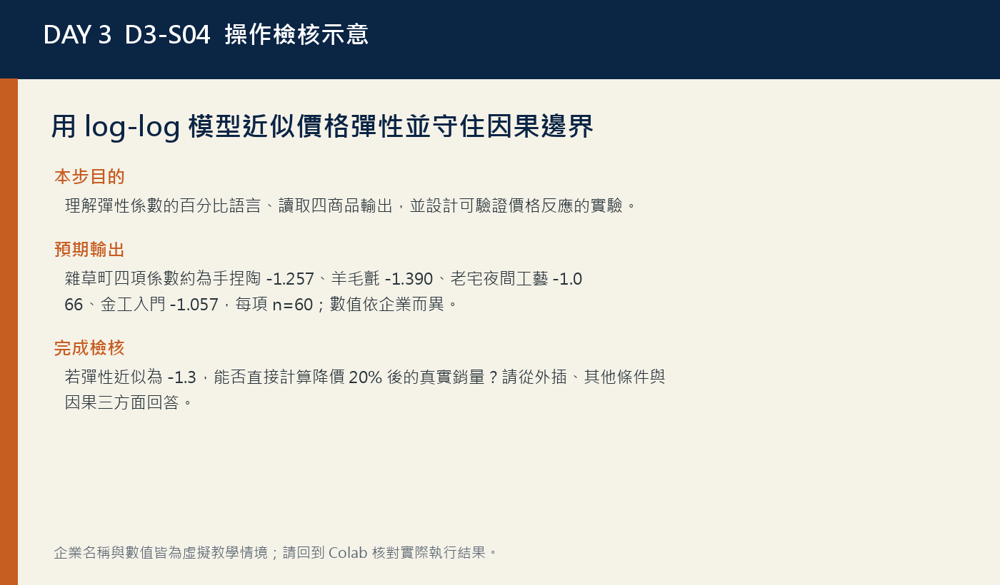 DAY 3 D3-S04 操作檢核示意
用 log-log 模型近似價格彈性並守住因果邊界
本步目的
理解彈性係數的百分比語言、讀取四商品輸出，並設計可驗證價格反應的實驗。
預期輸出
雜草町四項係數約為手捏陶 -1.257、羊毛氈 -1.390、老宅夜間工藝 -1.0
66、金工入門 -1.057，每項 n=60；數值依企業而異。
完成檢核
若彈性近似為 -1.3，能否直接計算降價 20% 後的真實銷量？請從外插、其他條件與
因果三方面回答。
企業名稱與數值皆為虛擬教學情境；請回到 Colab 核對實際執行結果。